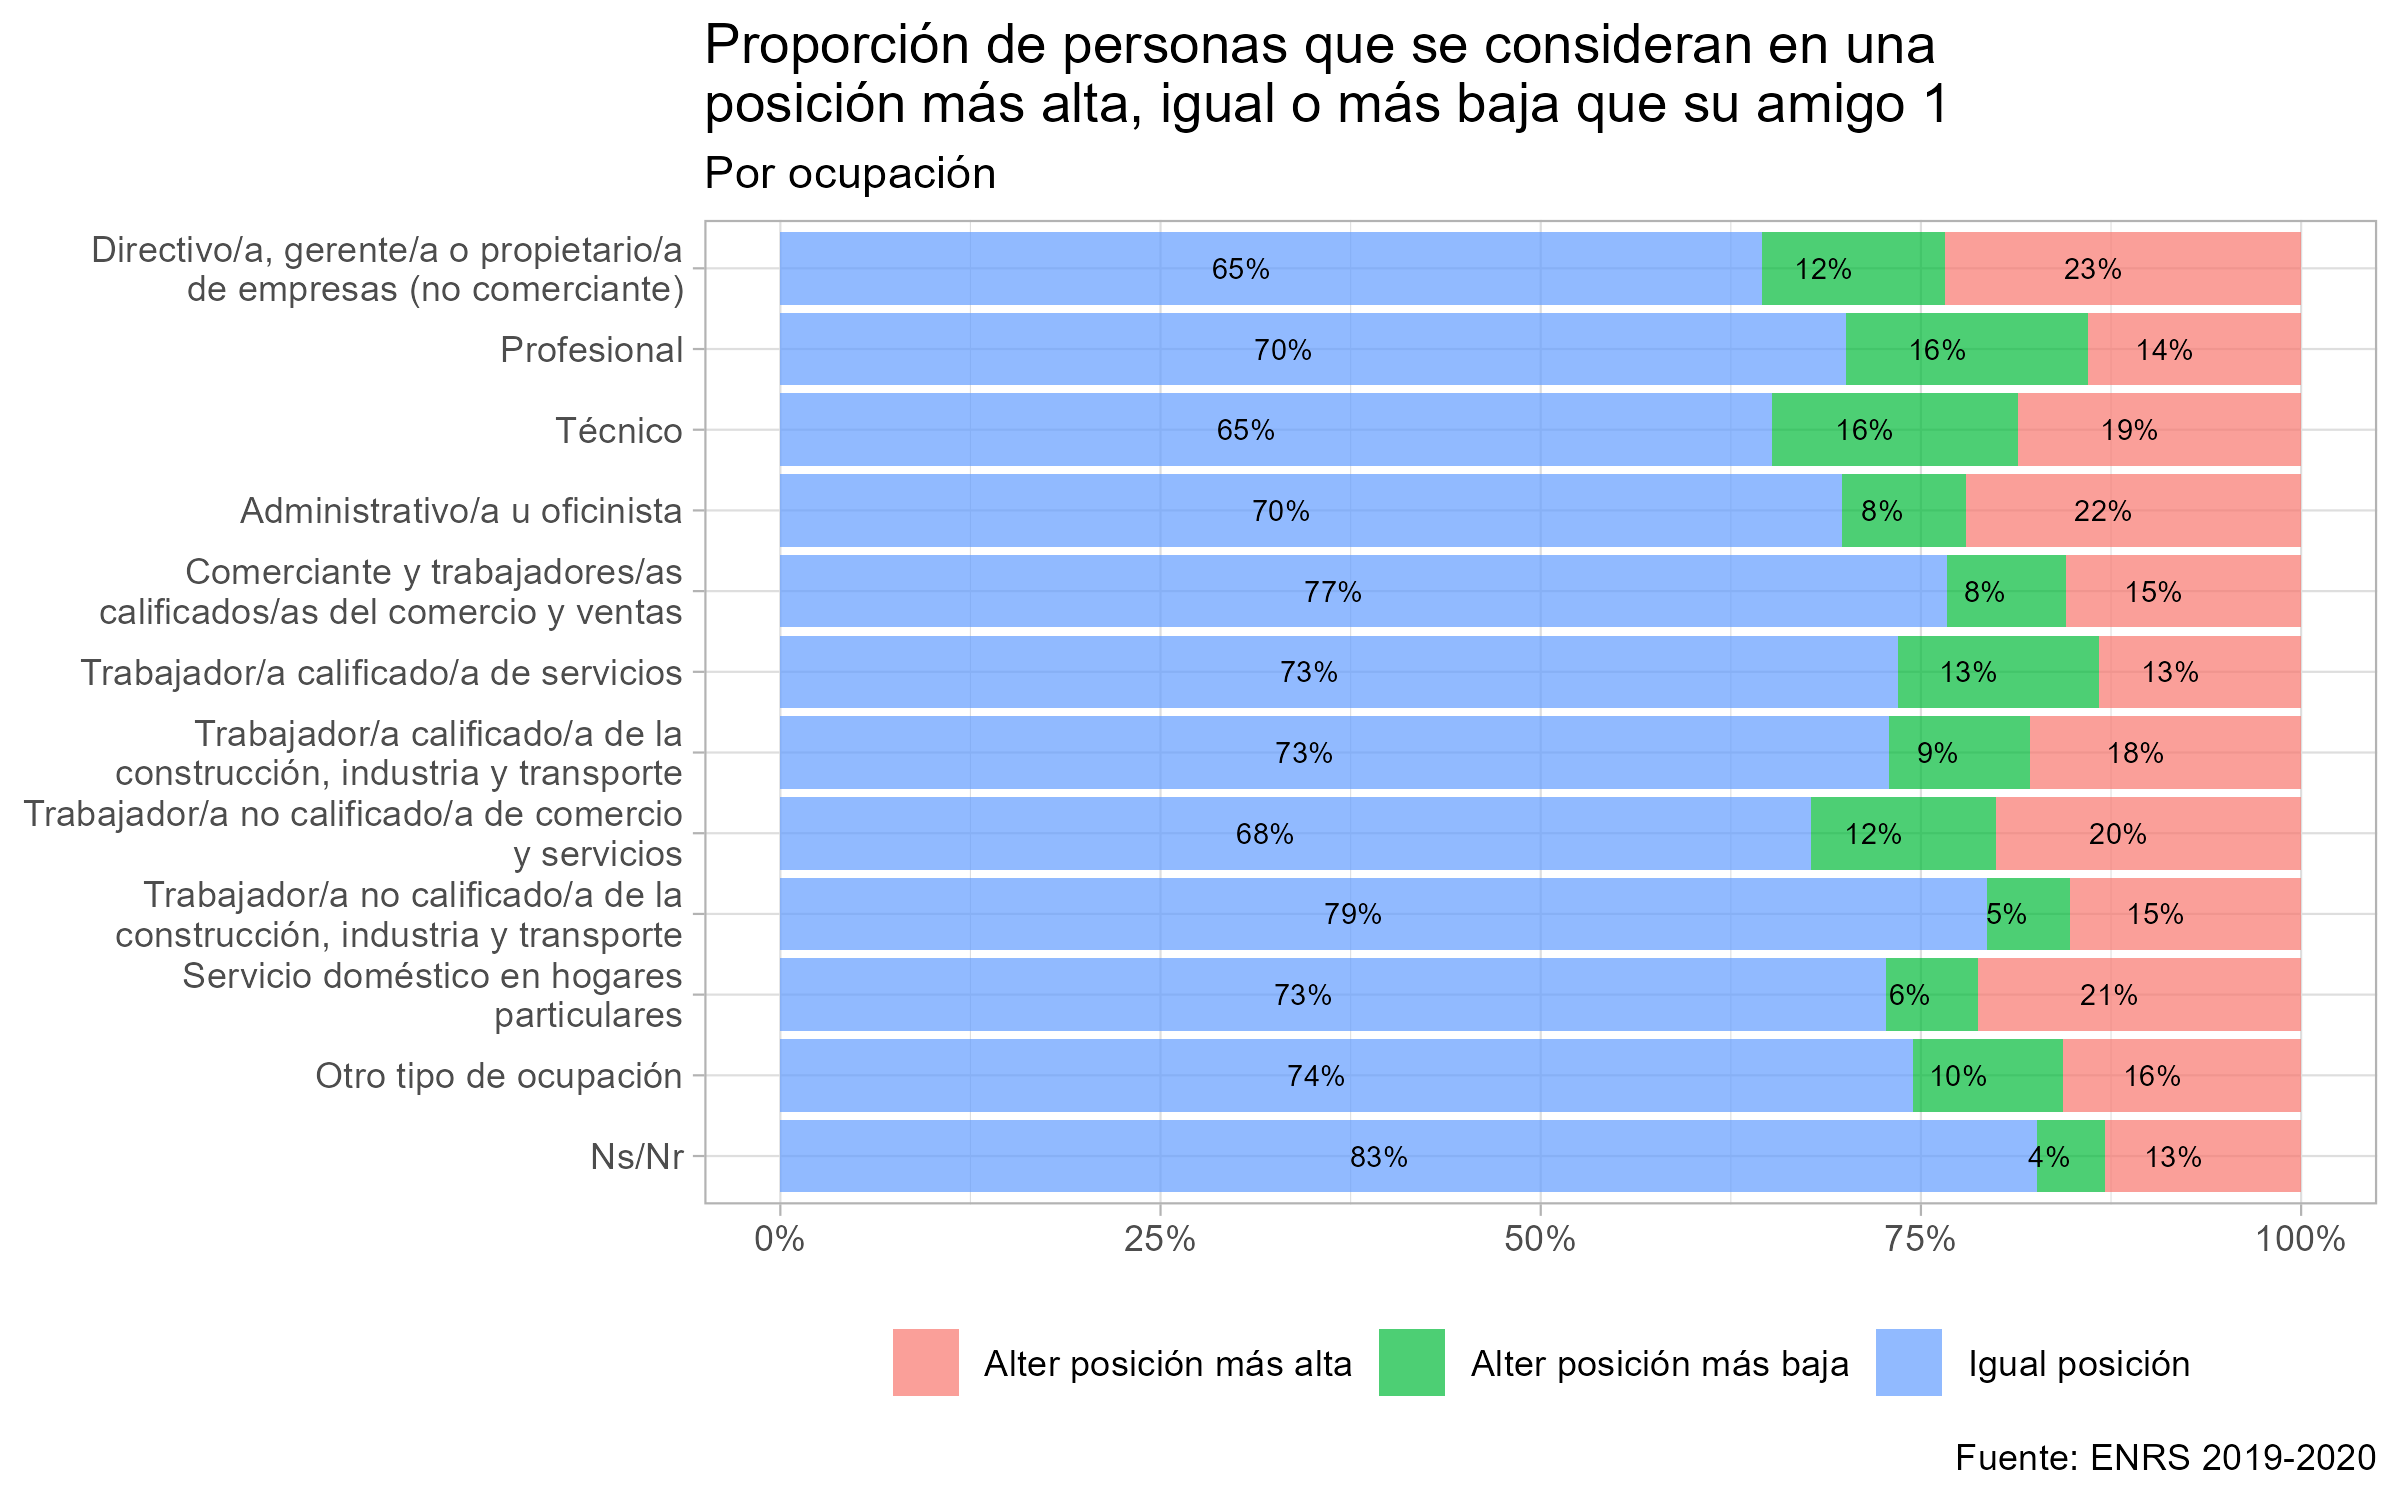 Proporción de personas que se consideran en una
posición más alta, igual o más baja que su amigo 1
Por ocupación
Directivo/a, gerente/a o propietario/a
de empresas (no comerciante)
65% 12% 23%
Profesional
70% 16% 14%
Técnico
65% 16% 19%
Administrativo/a u oficinista
70% 8% 22%
Comerciante y trabajadores/as
calificados/as del comercio y ventas
77% 8% 15%
Trabajador/a calificado/a de servicios
73% 13% 13%
Trabajador/a calificado/a de la
construcción, industria y transporte
73% 9% 18%
Trabajador/a no calificado/a de comercio
y servicios
68% 12% 20%
Trabajador/a no calificado/a de la
construcción, industria y transporte
79% 5% 15%
Servicio doméstico en hogares
particulares
73% 6% 21%
Otro tipo de ocupación
74% 10% 16%
Ns/Nr
83% 4% 13%
0% 25% 50% 75% 100%
Alter posición más alta Alter posición más baja Igual posición
Fuente: ENRS 2019-2020